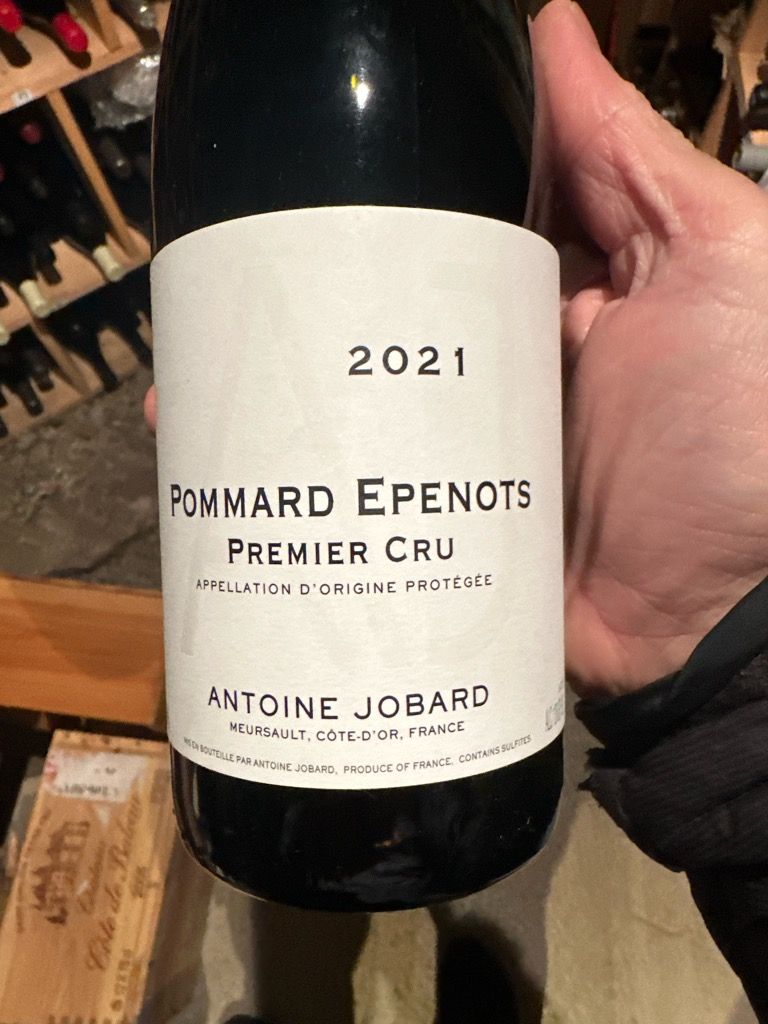 2021
POMMARD EPENOTS
PREMIER CRU
APPELLATION D'ORIGINE PROTÉGÉE
ANTOINE JOBARD
MEURSAULT, CÔTE-D'OR, FRANCE
MIS EN BOUTEILLE PAR ANTOINE JOBARD, PRODUCE OF FRANCE, CONTAINS SULFITES